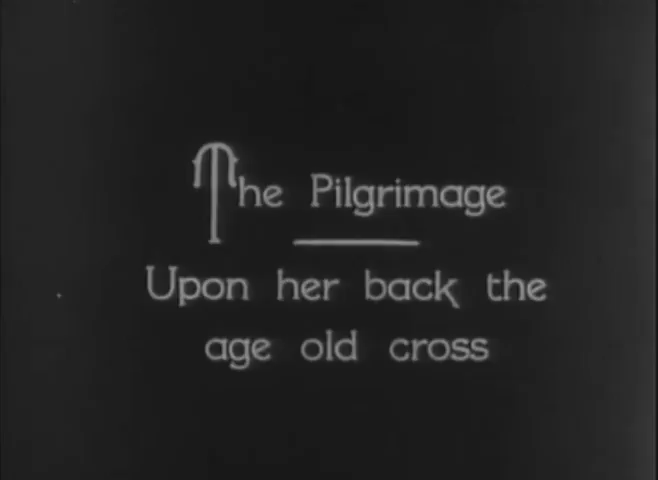 The Pilgrimage
Upon her back the
age old cross